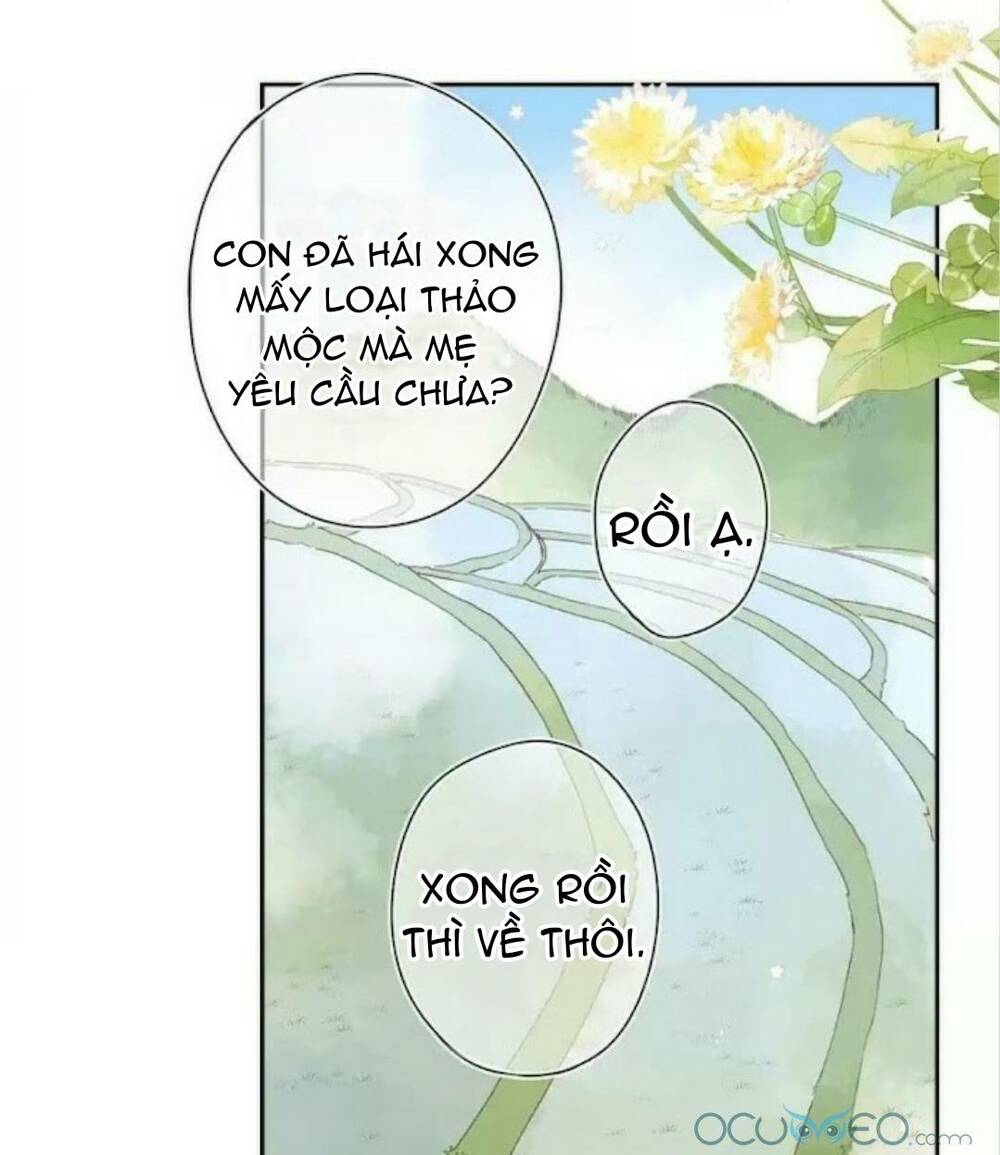 CON ĐÃ HÁI XONG
MẤY LOẠI THẢO
MỘC MÀ MẸ
YÊU CẦU CHƯA?
RỒI Ạ.
XONG RỒI
THÌ VỀ THÔI.
OCUMEO.com